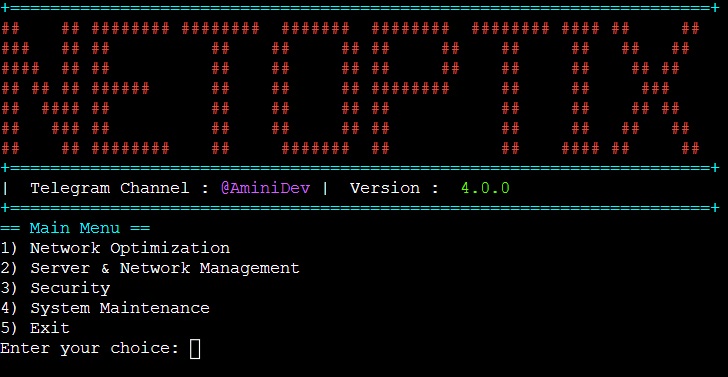 NETOPTIX
| Telegram Channel : @AminiDev | Version : 4.0.0
== Main Menu ==
1) Network Optimization
2) Server & Network Management
3) Security
4) System Maintenance
5) Exit
Enter your choice: